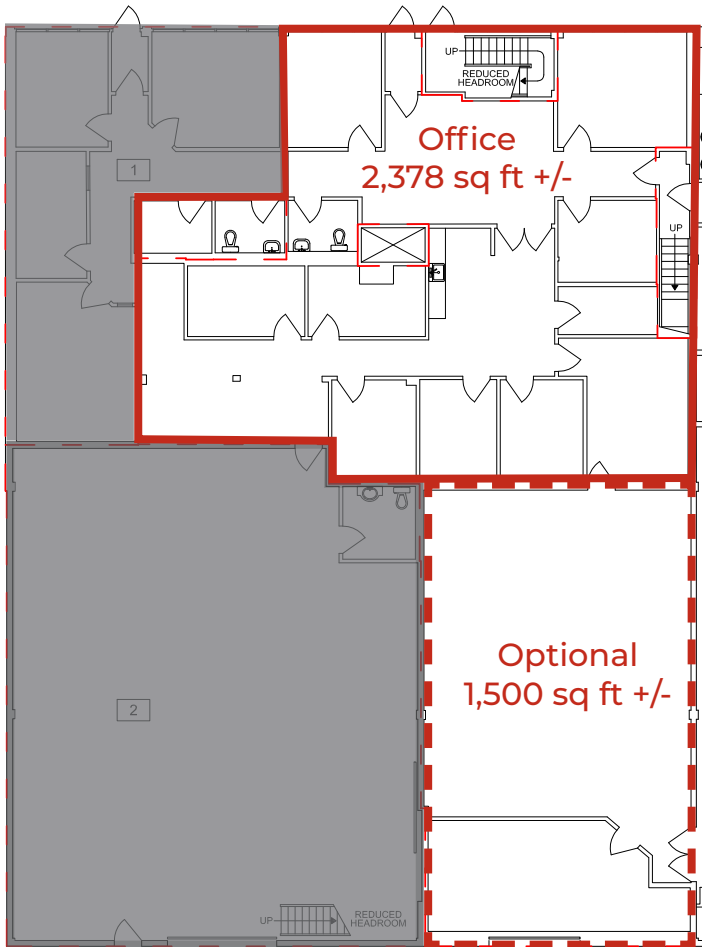 UP
REDUCED
HEADROOM
Office
2,378 sq ft +/-
1
UP
Optional
1,500 sq ft +/-
2
UP
REDUCED
HEADROOM